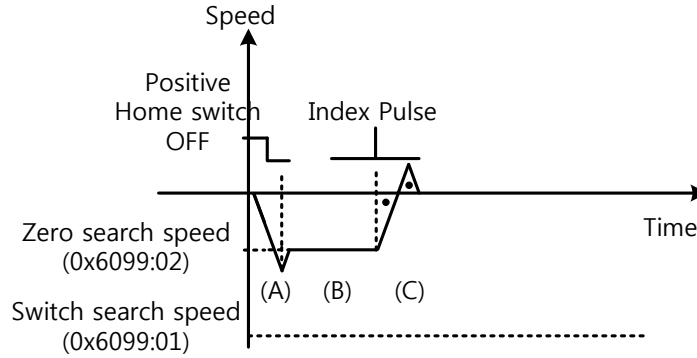 Speed
Positive
Home switch
OFF
Index Pulse
Time
Zero search speed
(0x6099:02)
(A)
(B)
(C)
Switch search speed
(0x6099:01)